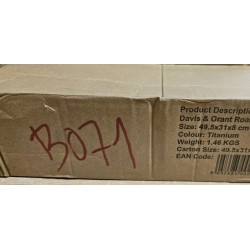 B071
Product Descripti
Davis & Grant Roa
Size: 49.5x31x8 cm
Colour: Titanium
Weight: 1.46 KGS
Carton Size: 49.5x31
EAN Code: